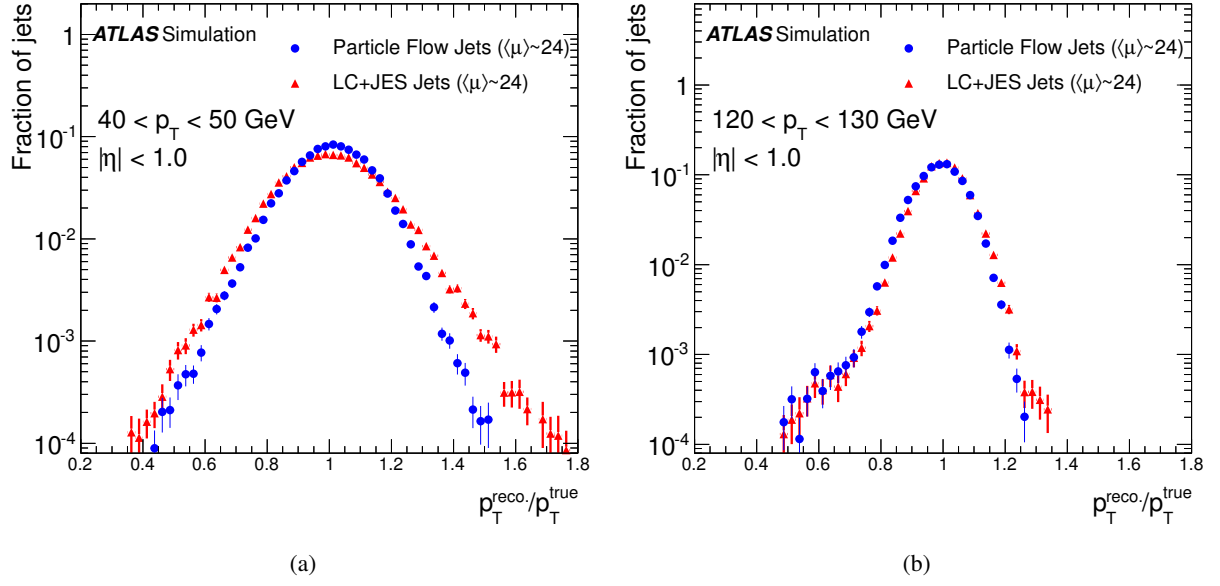 ATLAS Simulation
Particle Flow Jets (⟨μ⟩~24)
LC+JES Jets (⟨μ⟩~24)
40 < p_T < 50 GeV
|η| < 1.0
Fraction of jets
1
10^-1
10^-2
10^-3
10^-4
0.2 0.4 0.6 0.8 1 1.2 1.4 1.6 1.8
p_T^reco./p_T^true
(a)
ATLAS Simulation
Particle Flow Jets (⟨μ⟩~24)
LC+JES Jets (⟨μ⟩~24)
120 < p_T < 130 GeV
|η| < 1.0
Fraction of jets
1
10^-1
10^-2
10^-3
10^-4
0.2 0.4 0.6 0.8 1 1.2 1.4 1.6 1.8
p_T^reco./p_T^true
(b)